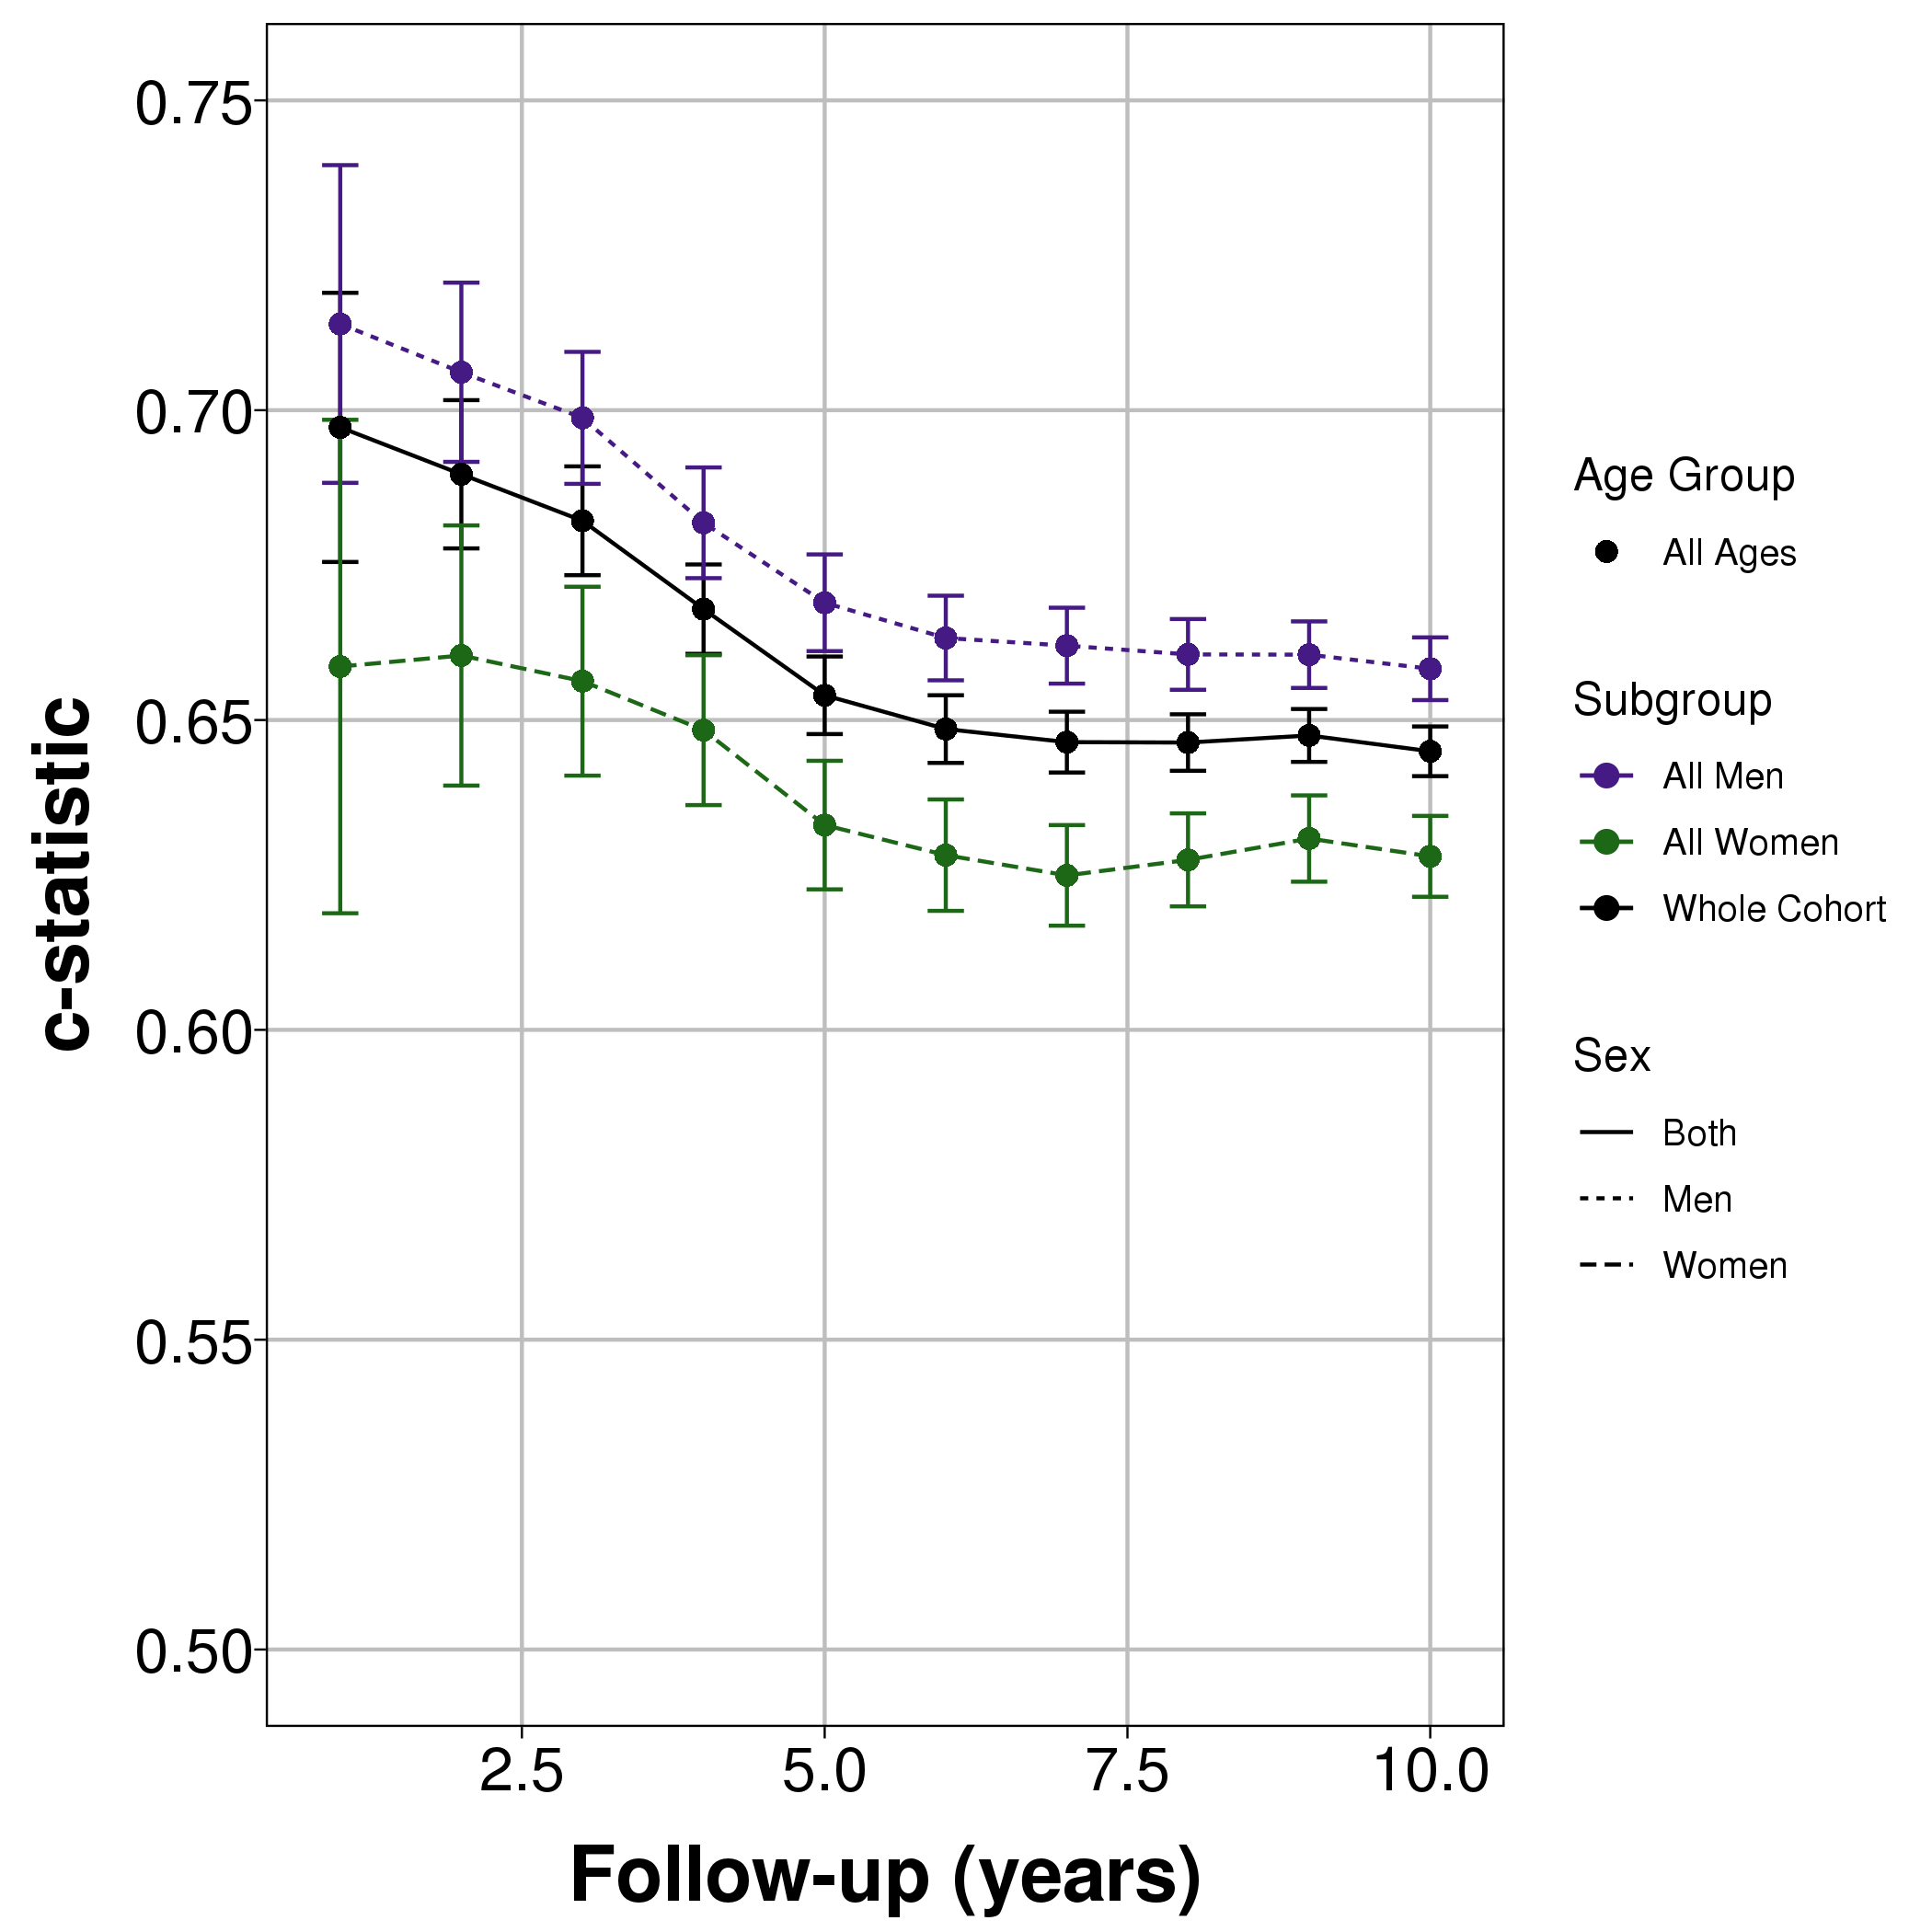 0.75
0.70
0.65
0.60
0.55
0.50
c-statistic
2.5
5.0
7.5
10.0
Follow-up (years)
Age Group
All Ages
Subgroup
All Men
All Women
Whole Cohort
Sex
Both
Men
Women